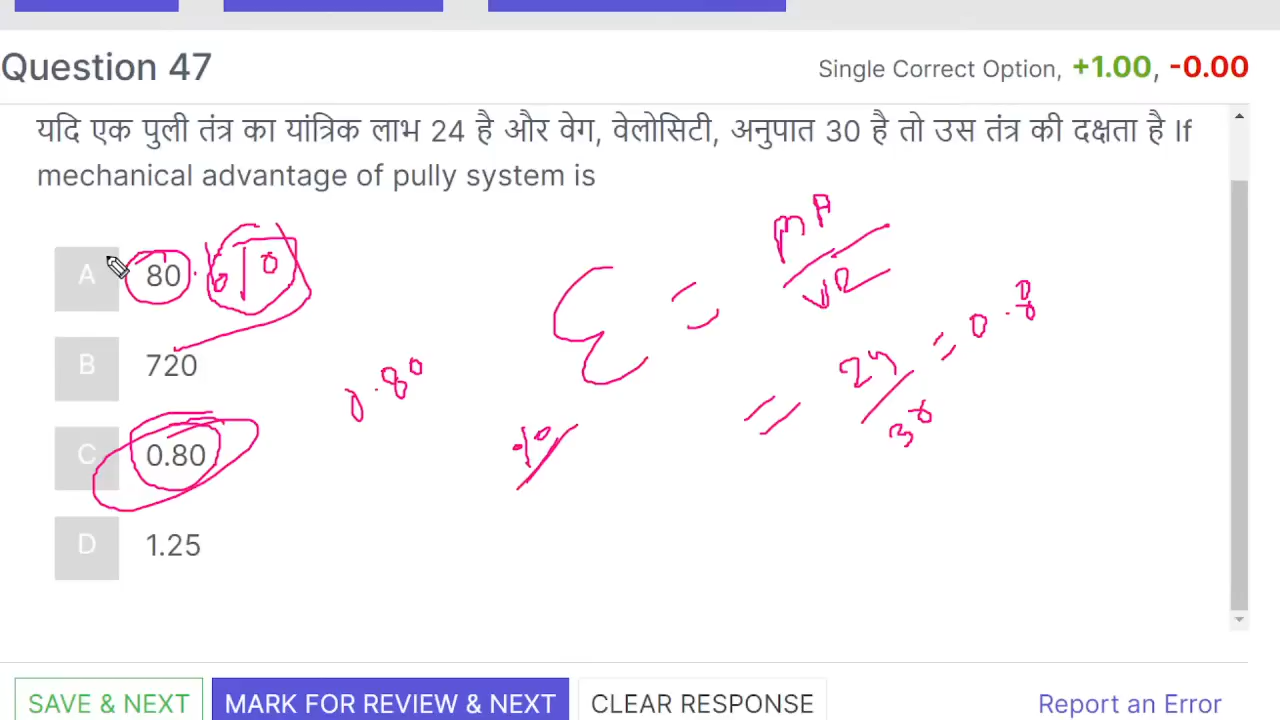 Question 47
Single Correct Option, +1.00, -0.00
यदि एक पुली तंत्र का यांत्रिक लाभ 24 है और वेग, वेलोसिटी, अनुपात 30 है तो उस तंत्र की दक्षता है If
mechanical advantage of pully system is
A 80 %
B 720
C 0.80
D 1.25
0.80
%
= MA / VR
= 24 / 30 = 0.8
SAVE & NEXT
MARK FOR REVIEW & NEXT
CLEAR RESPONSE
Report an Error